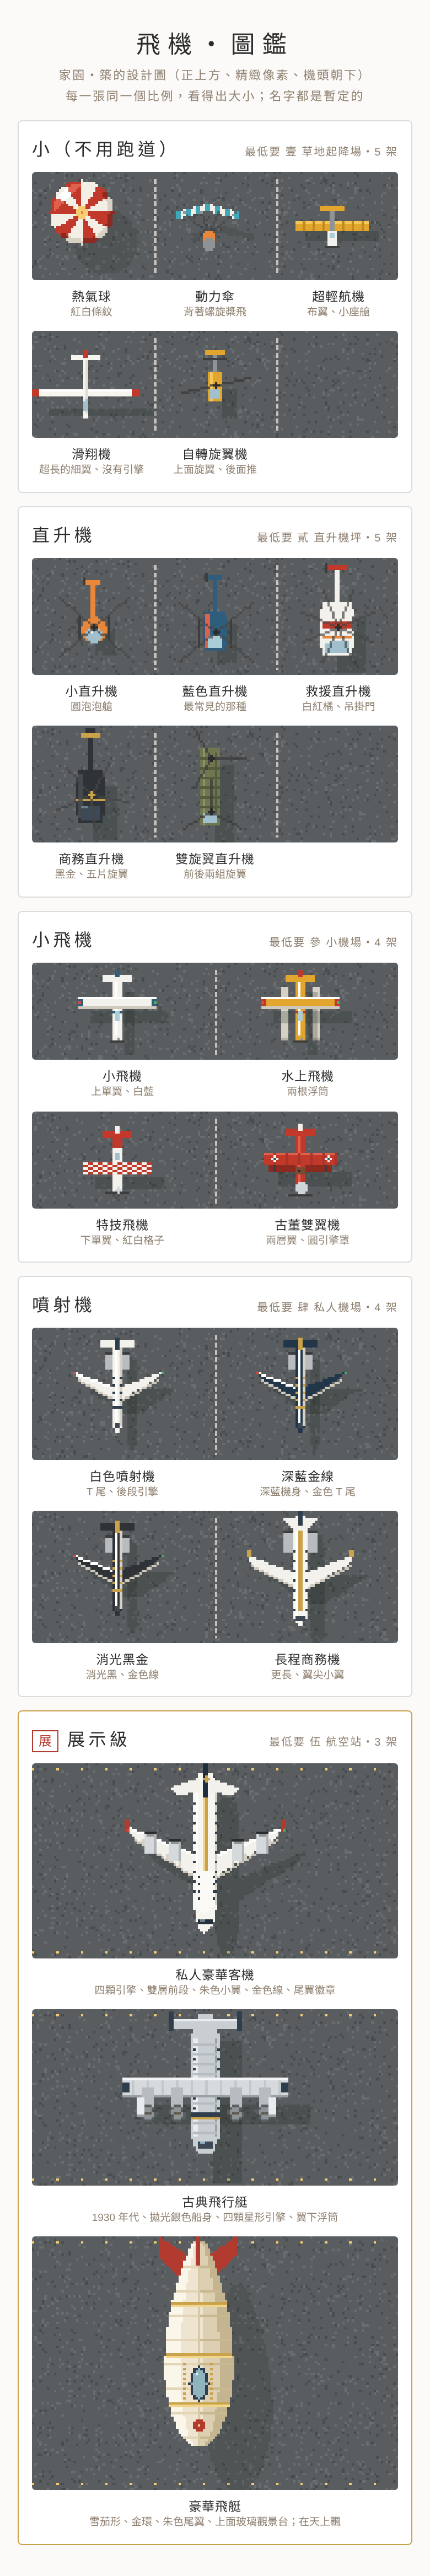 飛機・圖鑑
家園・築的設計圖（正上方、精緻像素、機頭朝下）
每一張同一個比例，看得出大小；名字都是暫定的
小（不用跑道）
最低要 壹 草地起降場・5 架
熱氣球
紅白條紋
動力傘
背著螺旋槳飛
超輕航機
布翼、小座艙
滑翔機
超長的細翼、沒有引擎
自轉旋翼機
上面旋翼、後面推
直升機
最低要 貳 直升機坪・5 架
小直升機
圓泡泡艙
藍色直升機
最常見的那種
救援直升機
白紅橘、吊掛門
商務直升機
黑金、五片旋翼
雙旋翼直升機
前後兩組旋翼
小飛機
最低要 參 小機場・4 架
小飛機
上單翼、白藍
水上飛機
兩根浮筒
特技飛機
下單翼、紅白格子
古董雙翼機
兩層翼、圓引擎罩
噴射機
最低要 肆 私人機場・4 架
白色噴射機
T 尾、後段引擎
深藍金線
深藍機身、金色 T 尾
消光黑金
消光黑、金色線
長程商務機
更長、翼尖小翼
展 展示級
最低要 伍 航空站・3 架
私人豪華客機
四顆引擎、雙層前段、朱色小翼、金色線、尾翼徽章
古典飛行艇
1930 年代、拋光銀色船身、四顆星形引擎、翼下浮筒
豪華飛艇
雪茄形、金環、朱色尾翼、上面玻璃觀景台；在天上飄